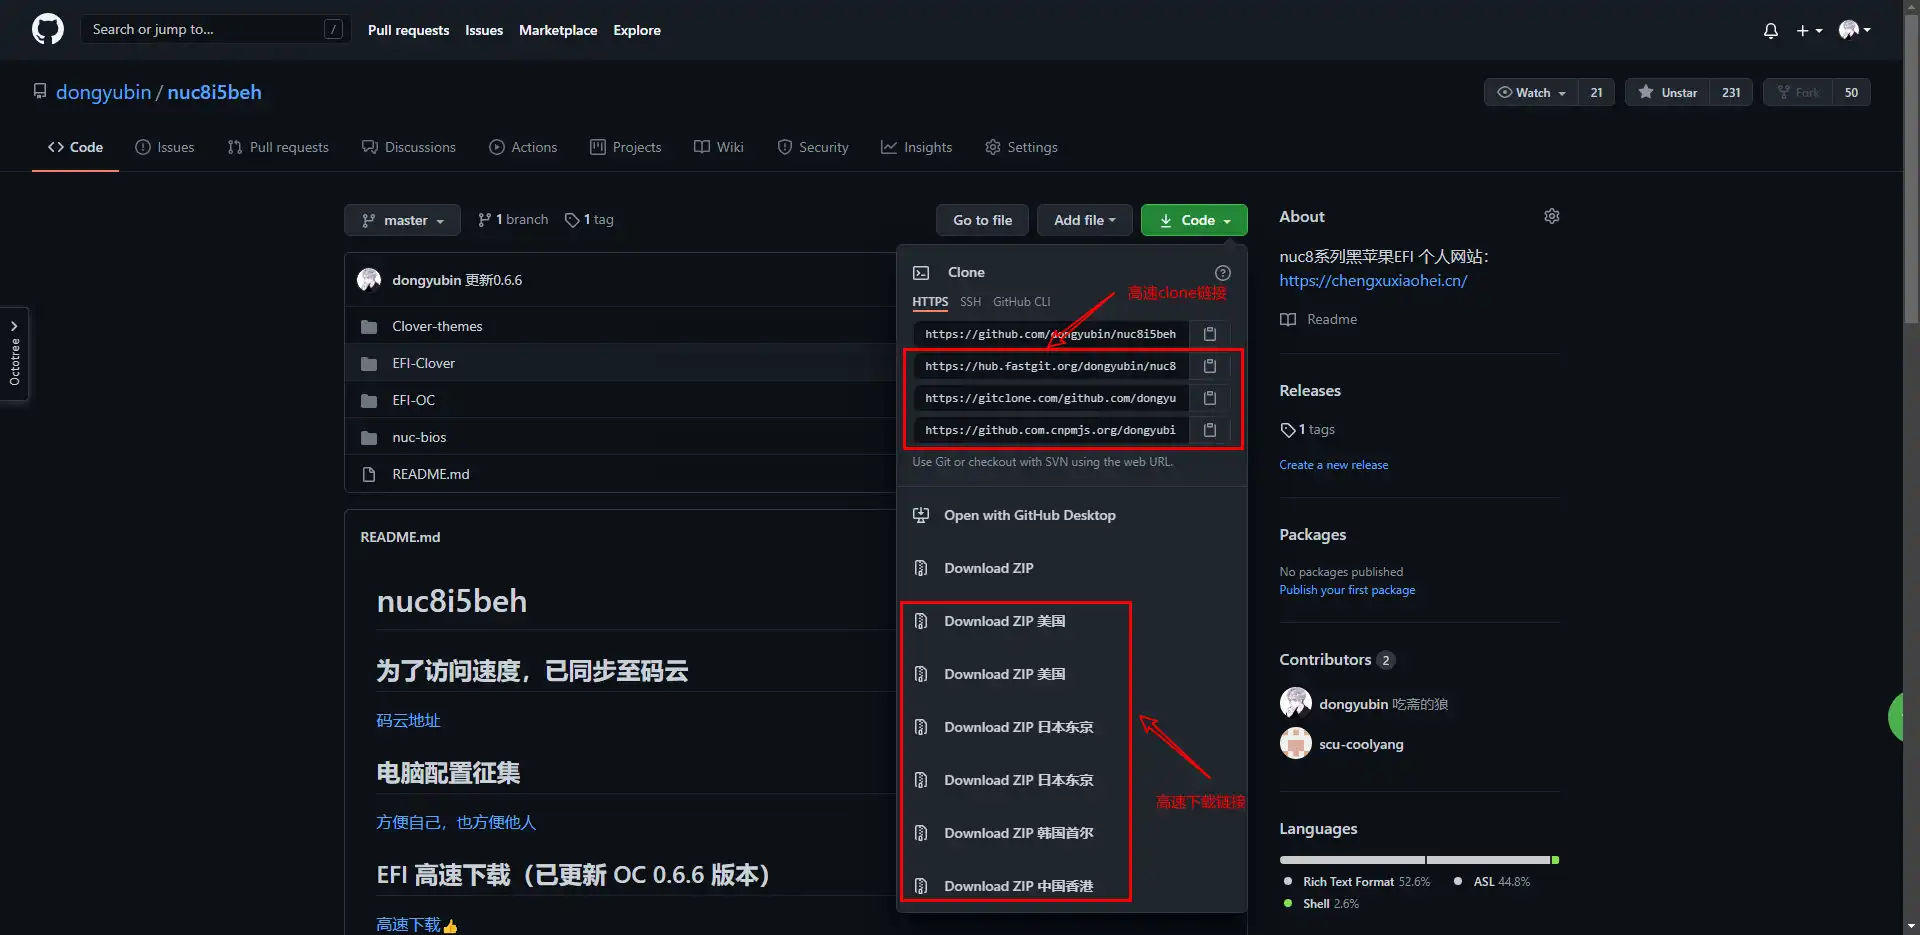 Search or jump to... /
Pull requests Issues Marketplace Explore
dongyubin / nuc8i5beh
Watch 21 Unstar 231 Fork 50
Code Issues Pull requests Discussions Actions Projects Wiki Security Insights Settings
master 1 branch 1 tag Go to file Add file Code
dongyubin 更新0.6.6
Clover-themes
EFI-Clover
EFI-OC
nuc-bios
README.md
Octotree
Clone
HTTPS SSH GitHub CLI
高速clone链接
https://github.com/dongyubin/nuc8i5beh
https://hub.fastgit.org/dongyubin/nuc8
https://gitclone.com/github.com/dongyu
https://github.com.cnpmjs.org/dongyubi
Use Git or checkout with SVN using the web URL.
Open with GitHub Desktop
Download ZIP
Download ZIP 美国
Download ZIP 美国
Download ZIP 日本东京
Download ZIP 日本东京
Download ZIP 韩国首尔
Download ZIP 中国香港
高速下载链接
README.md
nuc8i5beh
为了访问速度，已同步至码云
码云地址
电脑配置征集
方便自己，也方便他人
EFI 高速下载（已更新 OC 0.6.6 版本）
高速下载👍
About
nuc8系列黑苹果EFI 个人网站：
https://chengxuxiaohei.cn/
Readme
Releases
1 tags
Create a new release
Packages
No packages published
Publish your first package
Contributors 2
dongyubin 吃斋的狼
scu-coolyang
Languages
Rich Text Format 52.6% ASL 44.8%
Shell 2.6%